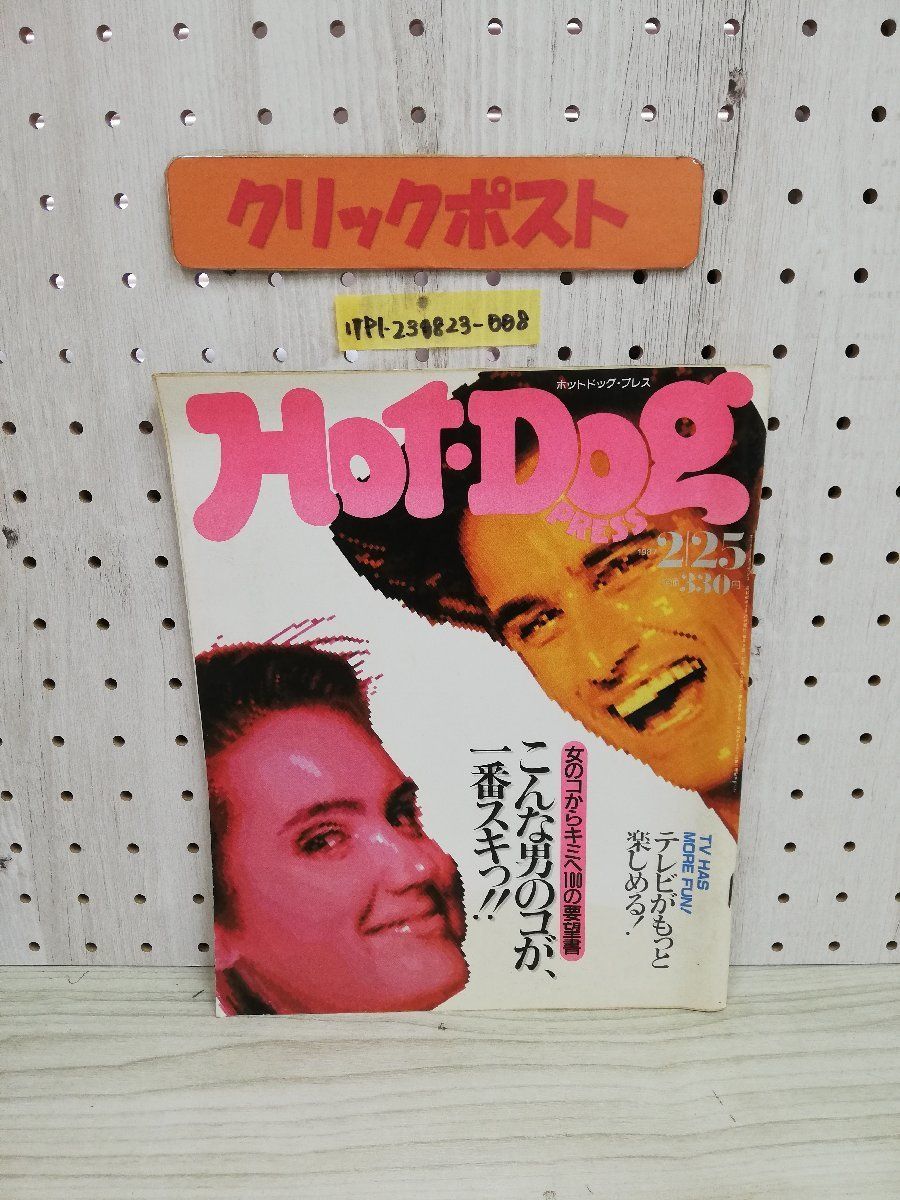 クリックポスト
1TP1-230823-008
ホットドッグ・プレス
Hot・Dog
PRESS
1987
2/25
330円
女のコからキミへ100の要望書
こんな男のコが、
一番スキっ!!
TV HAS
MORE FUN!
テレビがもっと
楽しめる!